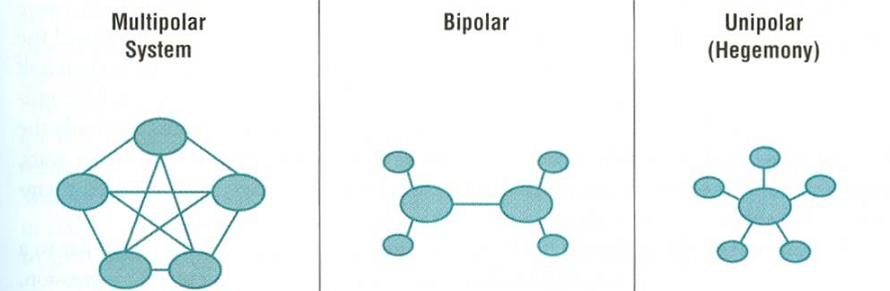 Multipolar
System
Bipolar
Unipolar
(Hegemony)